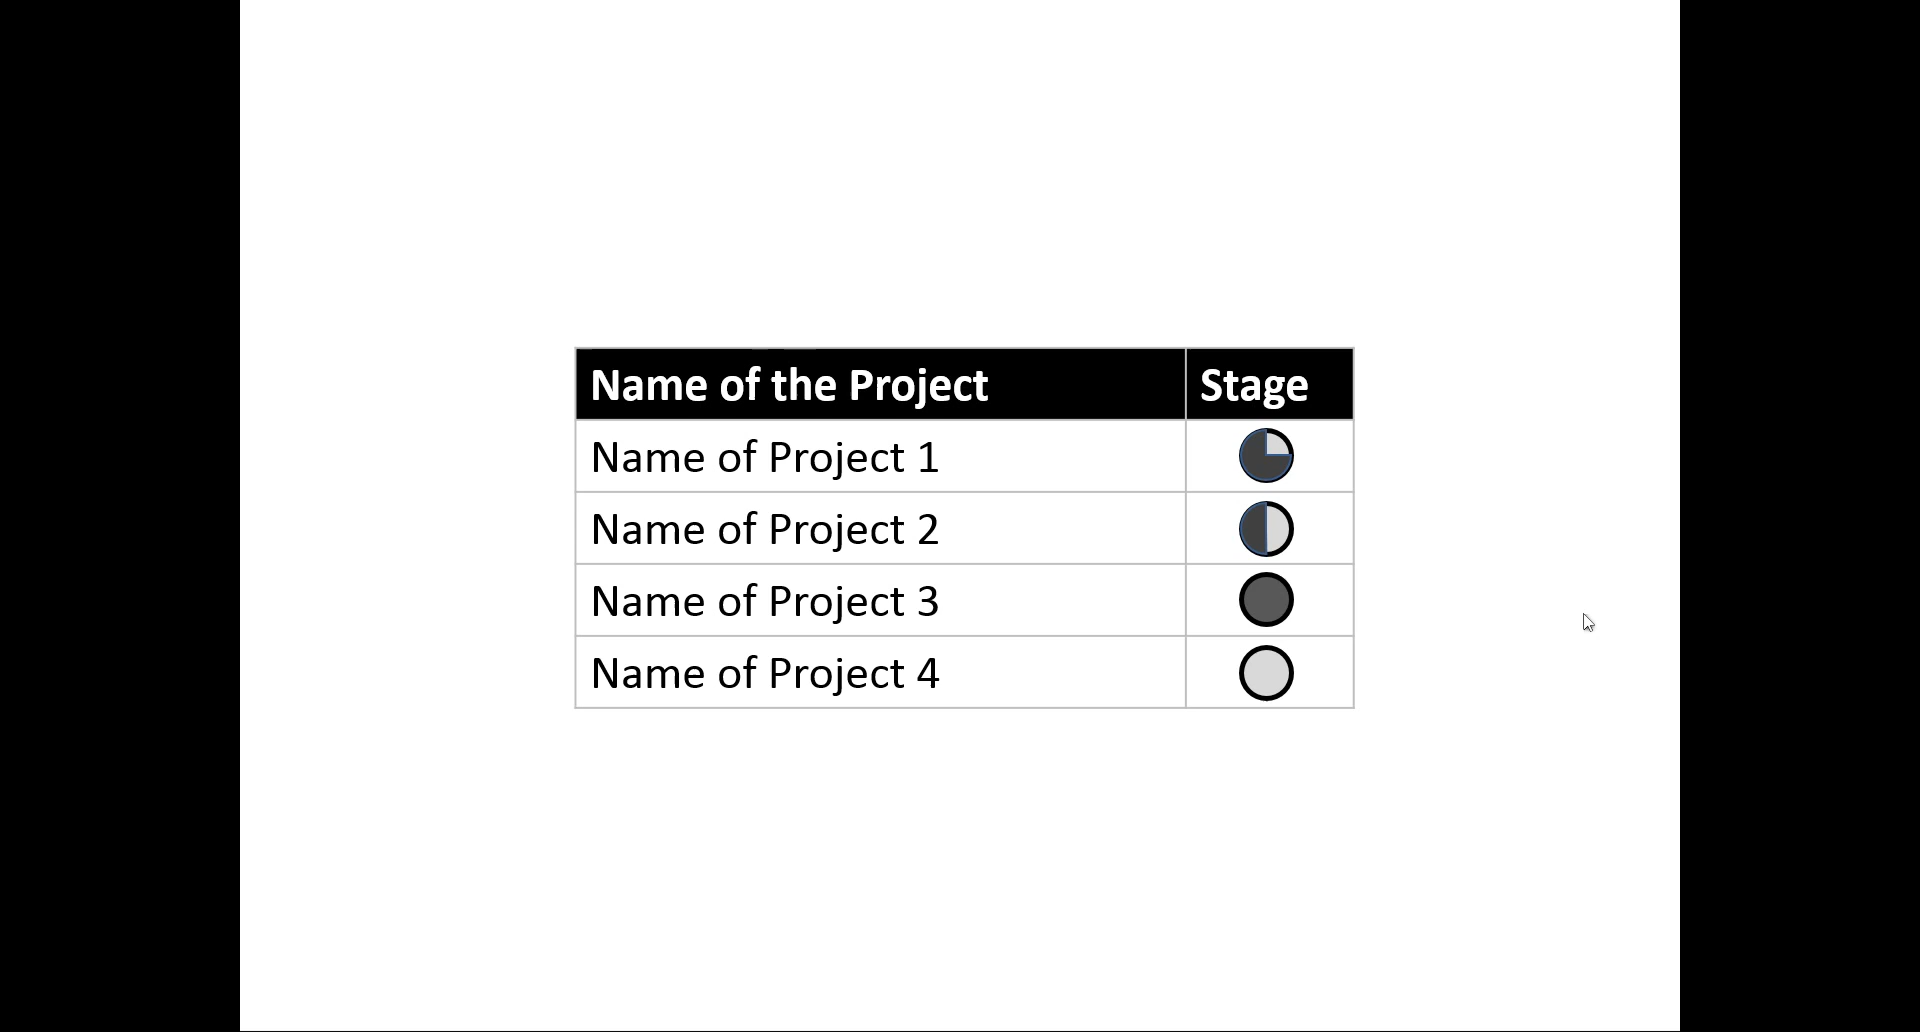 Name of the Project Stage
Name of Project 1
Name of Project 2
Name of Project 3
Name of Project 4